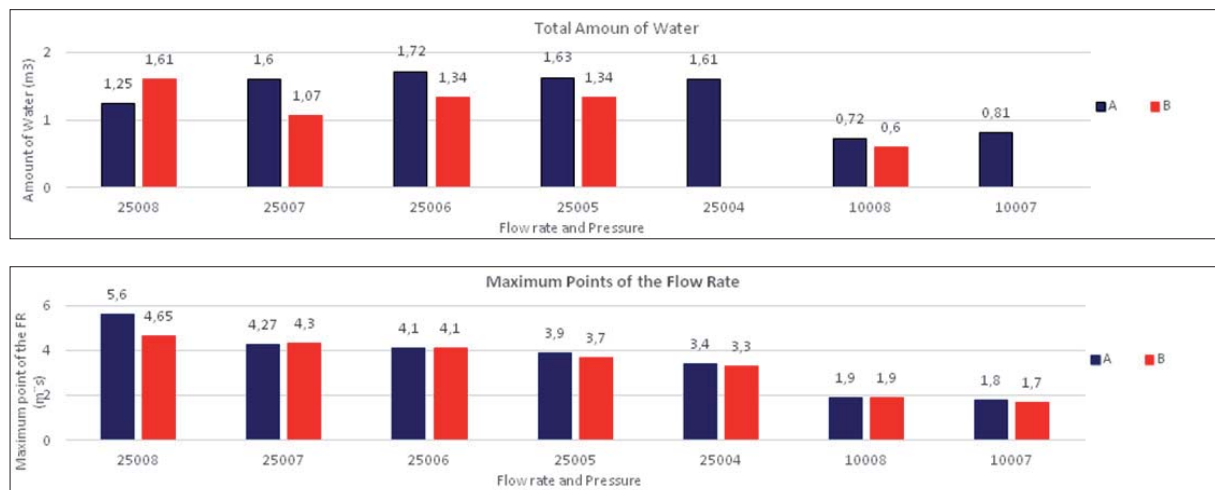 Total Amoun of Water
Amount of Water (m3)
2
1
0
1,25 1,61 1,6 1,07 1,72 1,34 1,63 1,34 1,61 0,72 0,6 0,81
A B
25008 25007 25006 25005 25004 10008 10007
Flow rate and Pressure
Maximum Points of the Flow Rate
Maximum point of the FR
6
4
2
0
5,6 4,65 4,27 4,3 4,1 4,1 3,9 3,7 3,4 3,3 1,9 1,9 1,8 1,7
A B
25008 25007 25006 25005 25004 10008 10007
Flow rate and Pressure